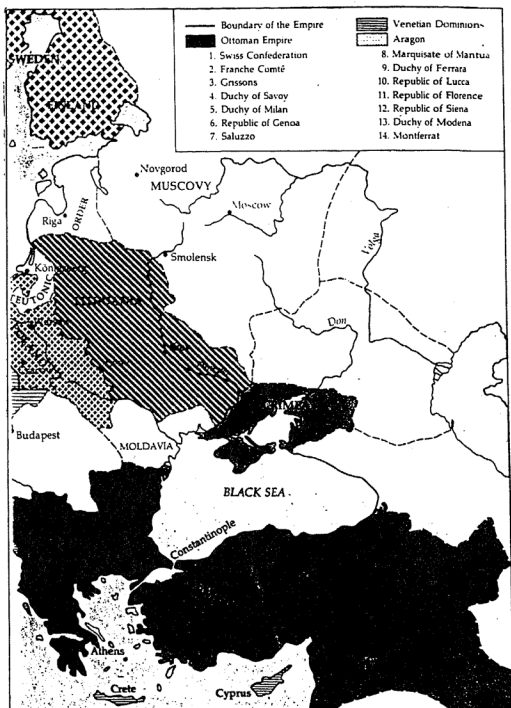 Boundary of the Empire
Ottoman Empire
1. Swiss Confederation
2. Franche Comté
3. Grissons
4. Duchy of Savoy
5. Duchy of Milan
6. Republic of Genoa
7. Saluzzo
Venetian Dominions
Aragon
8. Marquisate of Mantua
9. Duchy of Ferrara
10. Republic of Lucca
11. Republic of Florence
12. Republic of Siena
13. Duchy of Modena
14. Montferrat
SWEDEN
FINLAND
Novgorod
MUSCOVY
Moscow
Riga
ORDER
Smolensk
Volga
Königsberg
TEUTONIC
LITHUANIA
Don
Budapest
MOLDAVIA
BLACK SEA
Constantinople
Athens
Crete
Cyprus